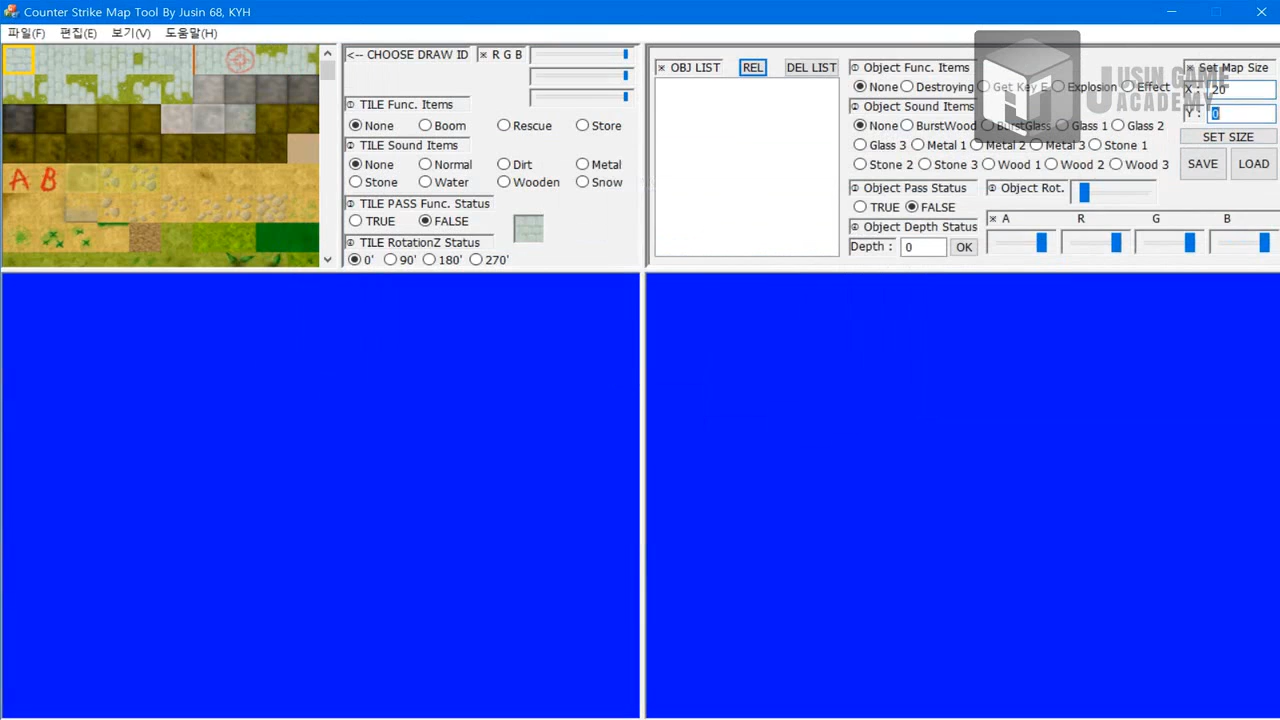 Counter Strike Map Tool By Jusin 68, KYH
파일(F) 편집(E) 보기(V) 도움말(H)
<-- CHOOSE DRAW ID
※ R G B
TILE Func. Items
None Boom Rescue Store
TILE Sound Items
None Normal Dirt Metal
Stone Water Wooden Snow
TILE PASS Func. Status
TRUE FALSE
TILE RotationZ Status
0' 90' 180' 270'
A B
※ OBJ LIST REL DEL LIST
Object Func. Items
None Destroying Get Key E Explosion Effect
Object Sound Items
None BurstWood BurstGlass Glass 1 Glass 2
Glass 3 Metal 1 Metal 2 Metal 3 Stone 1
Stone 2 Stone 3 Wood 1 Wood 2 Wood 3
Object Pass Status
TRUE FALSE
Object Depth Status
Depth : 0 OK
Object Rot.
※ A R G B
※ Set Map Size
X : 20
Y : 0
SET SIZE
SAVE LOAD
JUSIN GAME
ACADEMY